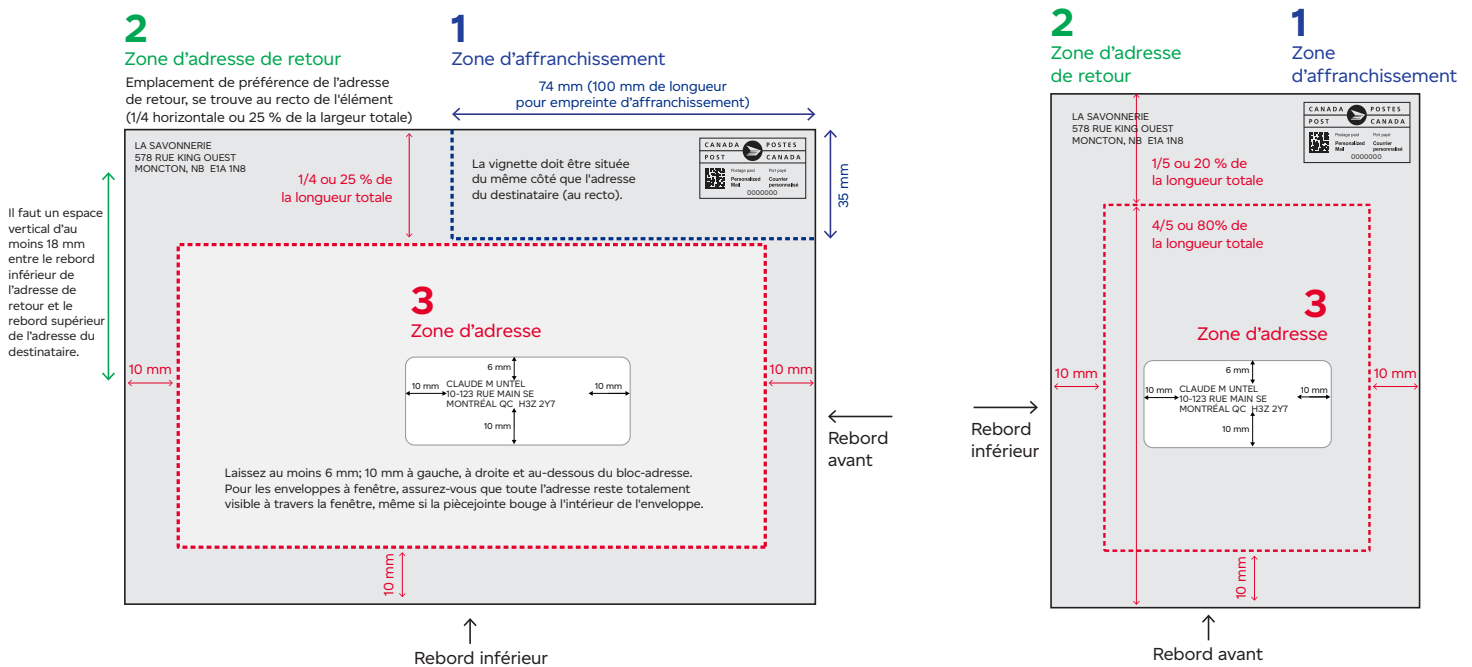 2
Zone d'adresse de retour
Emplacement de préférence de l'adresse
de retour, se trouve au recto de l'élément
(1/4 horizontale ou 25 % de la largeur totale)
1
Zone d'affranchissement
74 mm (100 mm de longueur
pour empreinte d'affranchissement)
LA SAVONNERIE
578 RUE KING OUEST
MONCTON, NB E1A 1N8
1/4 ou 25 % de
la longueur totale
La vignette doit être située
du même côté que l'adresse
du destinataire (au recto).
CANADA POSTES
POST CANADA
Postage paid Port payé
Personalized Courrier
Mail personnalisé
0000000
35 mm
Il faut un espace
vertical d'au
moins 18 mm
entre le rebord
inférieur de
l'adresse de
retour et le
rebord supérieur
de l'adresse du
destinataire.
3
Zone d'adresse
10 mm
10 mm
6 mm
10 mm
CLAUDE M UNTEL
10-123 RUE MAIN SE
MONTRÉAL QC H3Z 2Y7
10 mm
10 mm
Laissez au moins 6 mm; 10 mm à gauche, à droite et au-dessous du bloc-adresse.
Pour les enveloppes à fenêtre, assurez-vous que toute l'adresse reste totalement
visible à travers la fenêtre, même si la piècejointe bouge à l'intérieur de l'enveloppe.
10 mm
Rebord
avant
Rebord inférieur
2
Zone d'adresse
de retour
1
Zone
d'affranchissement
LA SAVONNERIE
578 RUE KING OUEST
MONCTON, NB E1A 1N8
CANADA POSTES
POST CANADA
Postage paid Port payé
Personalized Courrier
Mail personnalisé
0000000
1/5 ou 20 % de
la longueur totale
4/5 ou 80% de
la longueur totale
3
Zone d'adresse
10 mm
10 mm
6 mm
10 mm
CLAUDE M UNTEL
10-123 RUE MAIN SE
MONTRÉAL QC H3Z 2Y7
10 mm
10 mm
10 mm
Rebord
inférieur
Rebord avant